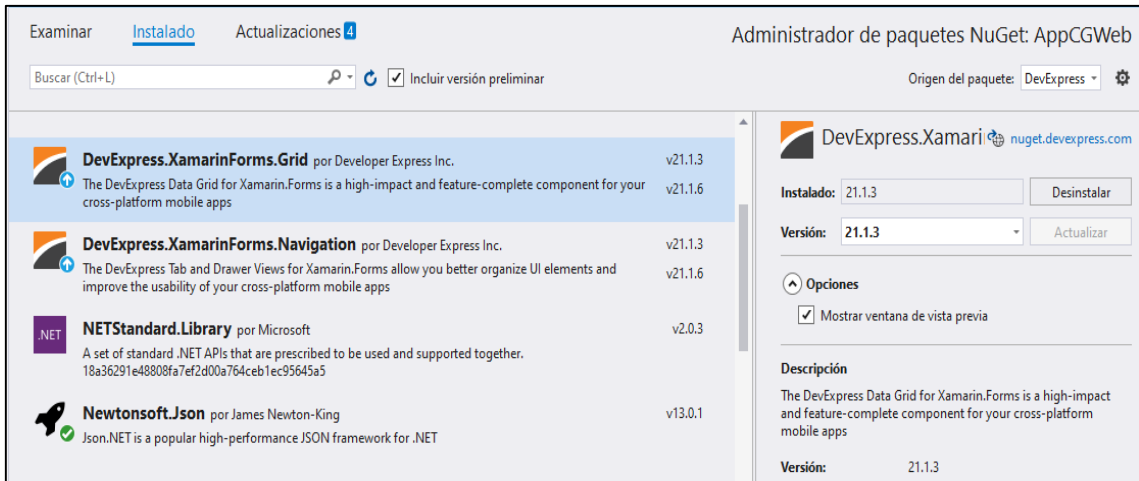 Examinar Instalado Actualizaciones 4
Administrador de paquetes NuGet: AppCGWeb
Buscar (Ctrl+L) Incluir versión preliminar
Origen del paquete: DevExpress
DevExpress.XamarinForms.Grid por Developer Express Inc. v21.1.3
The DevExpress Data Grid for Xamarin.Forms is a high-impact and feature-complete component for your v21.1.6
cross-platform mobile apps
DevExpress.XamarinForms.Navigation por Developer Express Inc. v21.1.3
The DevExpress Tab and Drawer Views for Xamarin.Forms allow you better organize UI elements and v21.1.6
improve the usability of your cross-platform mobile apps
.NET
NETStandard.Library por Microsoft v2.0.3
A set of standard .NET APIs that are prescribed to be used and supported together.
18a36291e48808fa7ef2d00a764ceb1ec95645a5
Newtonsoft.Json por James Newton-King v13.0.1
Json.NET is a popular high-performance JSON framework for .NET
DevExpress.Xamari nuget.devexpress.com
Instalado: 21.1.3 Desinstalar
Versión: 21.1.3 Actualizar
Opciones
Mostrar ventana de vista previa
Descripción
The DevExpress Data Grid for Xamarin.Forms is a high-impact
and feature-complete component for your cross-platform
mobile apps
Versión: 21.1.3